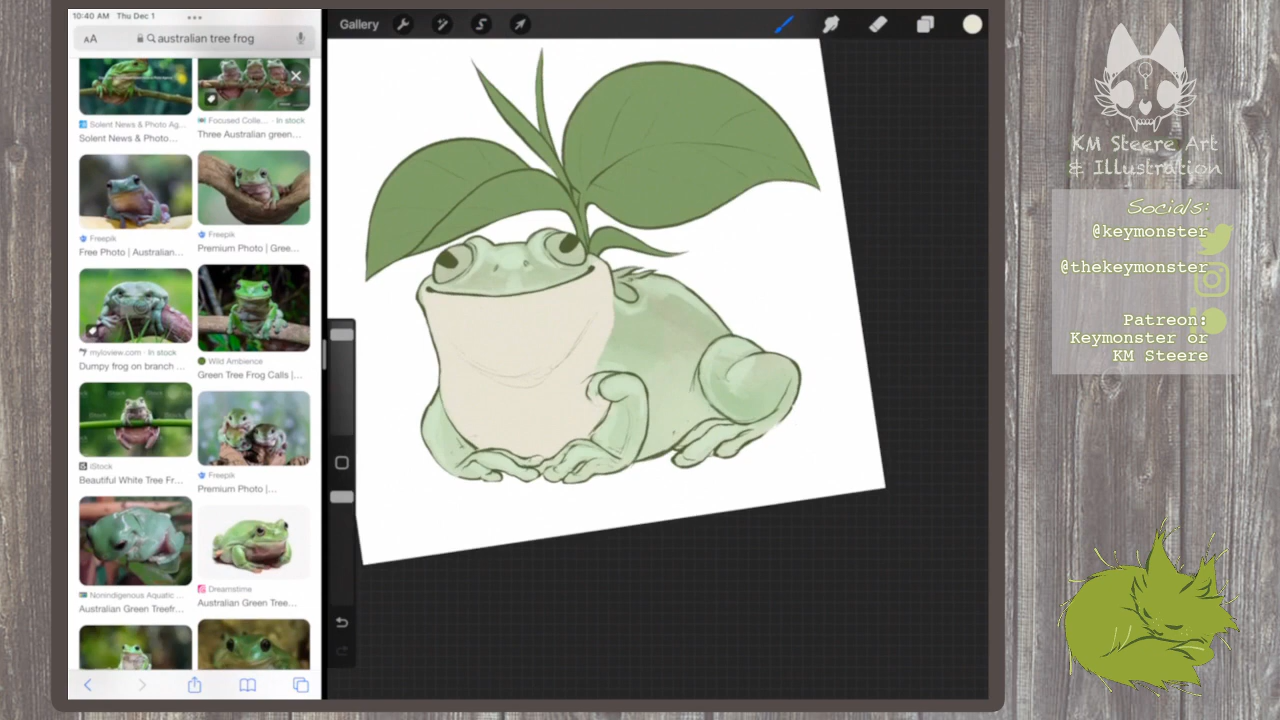 10:40 AM Thu Dec 1
AA
australian tree frog
Solent News & Photo Ag...
Solent News & Photo...
Focused Colle... · In stock
Three Australian green...
Freepik
Free Photo | Australian...
Freepik
Premium Photo | Gree...
myloview.com · In stock
Dumpy frog on branch ...
Wild Ambience
Green Tree Frog Calls |...
iStock
Beautiful White Tree Fr...
Freepik
Premium Photo |...
Nonindigenous Aquatic ...
Australian Green Treefr...
Dreamstime
Australian Green Tree...
Gallery
KM Steere Art
& Illustration
Socials:
@keymonster
@thekeymonster
Patreon:
Keymonster or
KM Steere